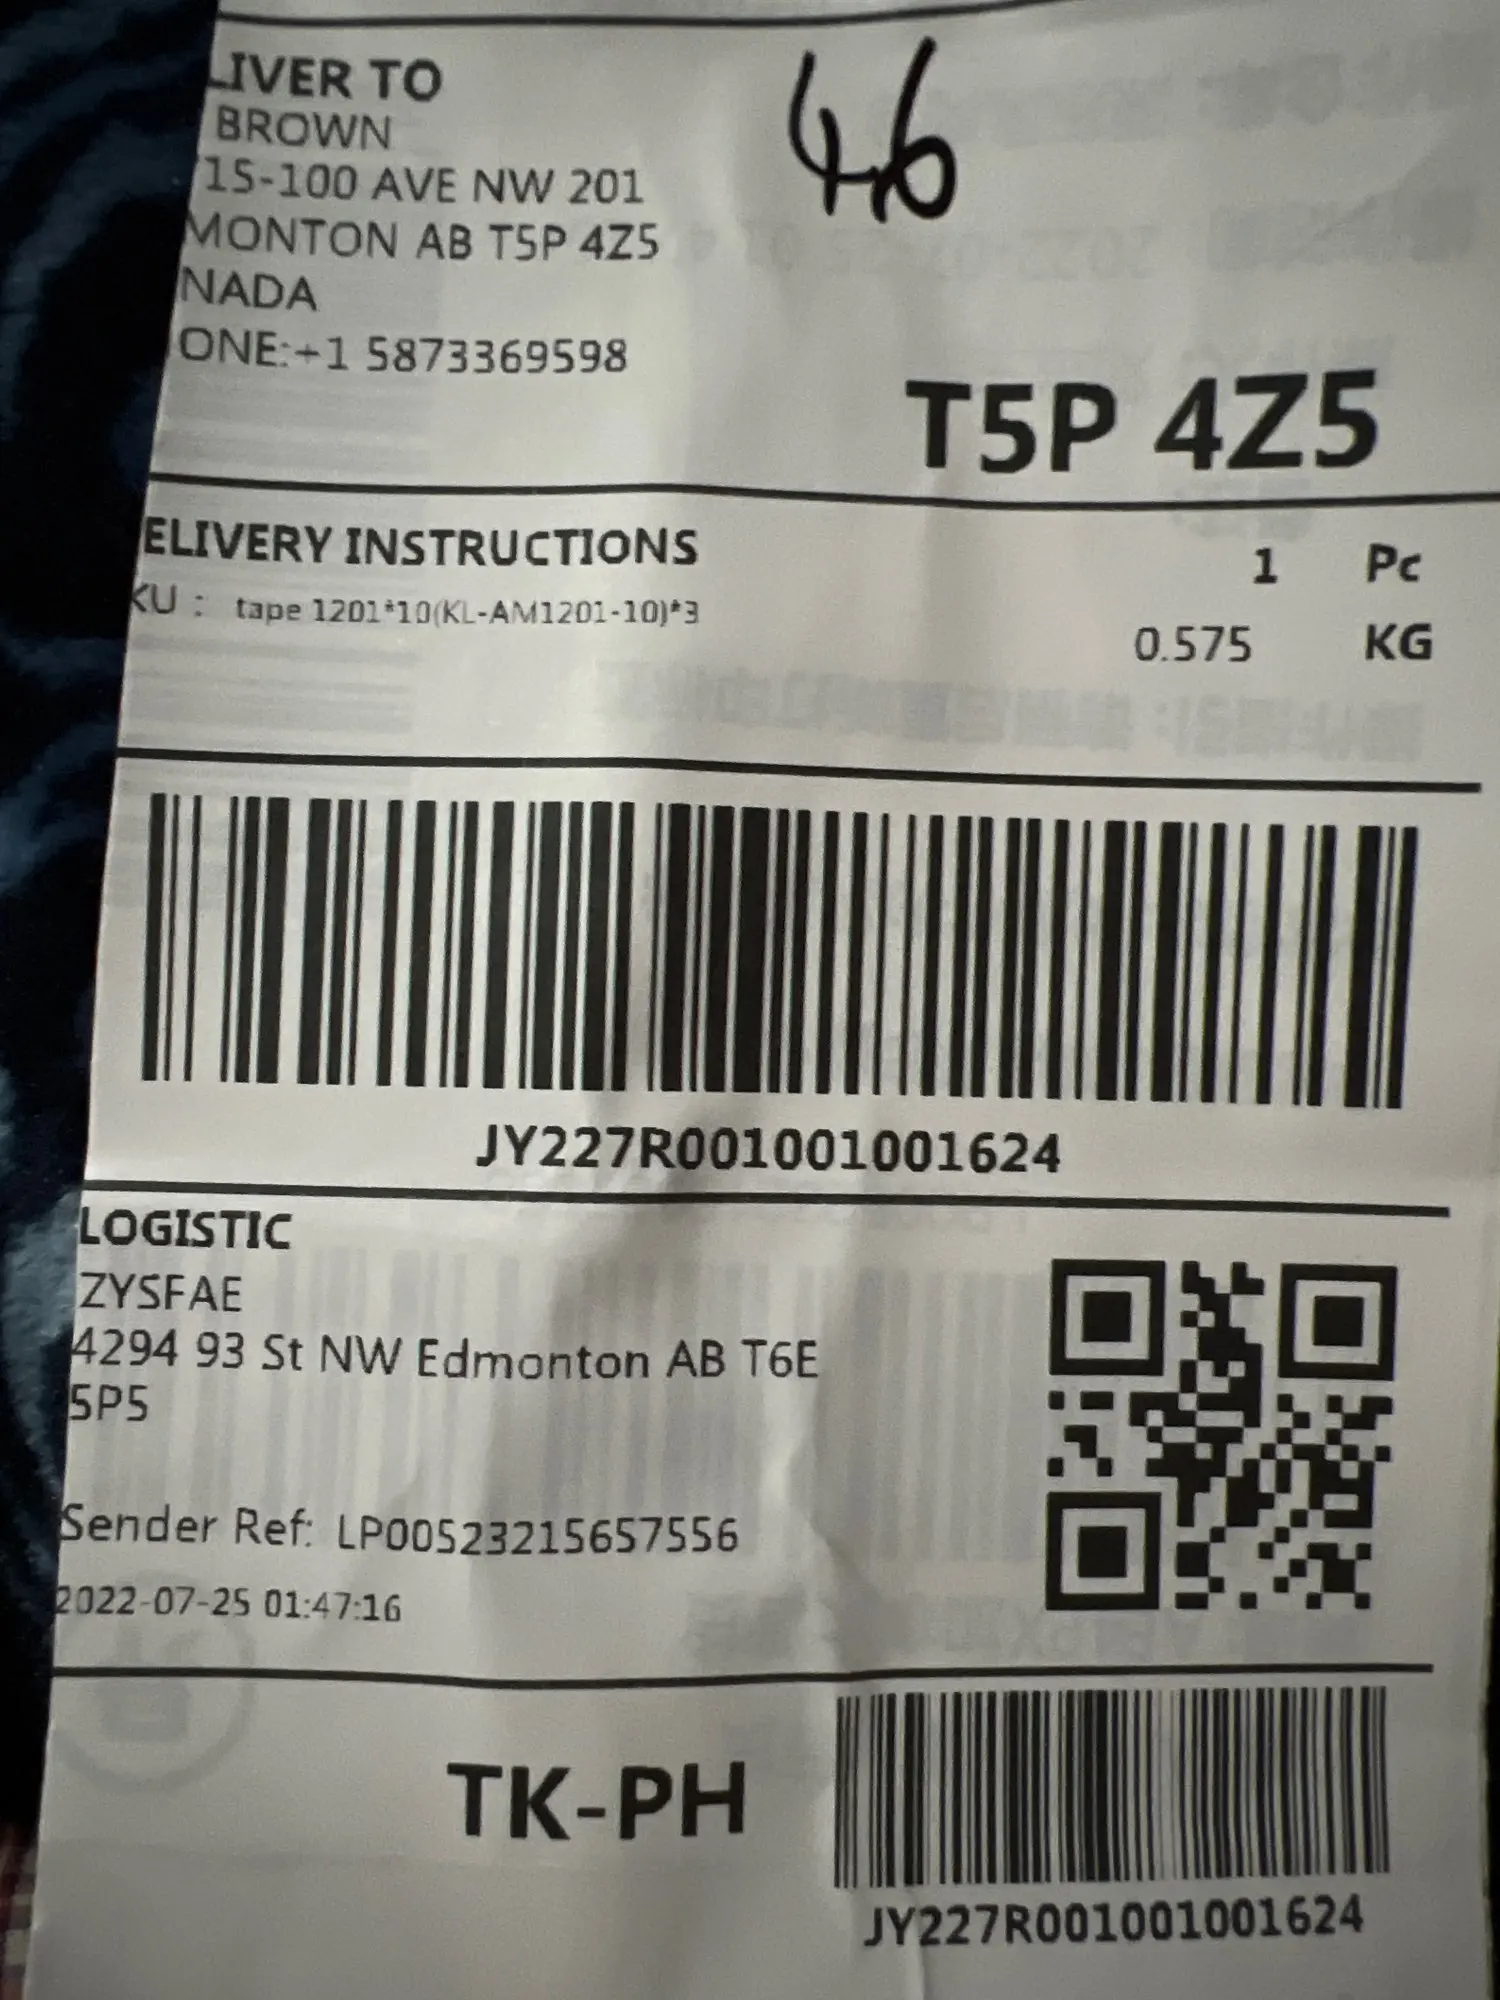 LIVER TO
4,6
BROWN
15-100 AVE NW 201
MONTON AB T5P 4Z5
NADA
ONE:+1 5873369598
T5P 4Z5
ELIVERY INSTRUCTIONS
1 Pc
KU : tape 1201*10(KL-AM1201-10)*3
0.575 KG
JY227R001001001624
LOGISTIC
ZYSFAE
4294 93 St NW Edmonton AB T6E
5P5
Sender Ref: LP00523215657556
2022-07-25 01:47:16
TK-PH
JY227R001001001624